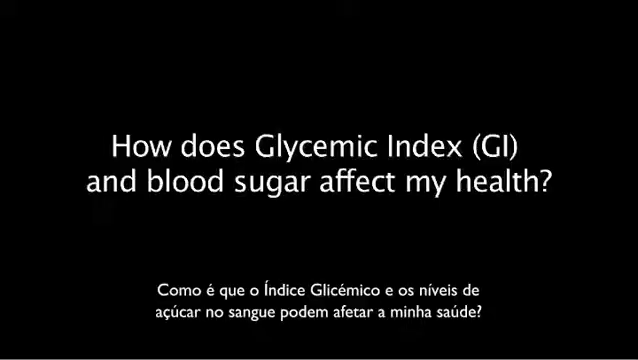 How does Glycemic Index (GI)
and blood sugar affect my health?
Como é que o Índice Glicémico e os níveis de
açúcar no sangue podem afetar a minha saúde?